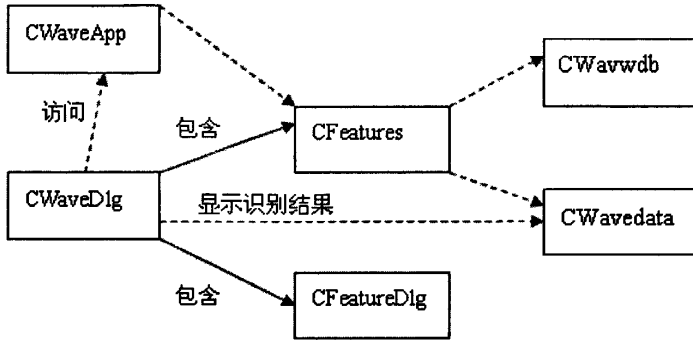 CWaveApp
CWavwdb
访问
包含
CFeatures
CWaveDlg
显示识别结果
CWavedata
包含
CFeatureDlg